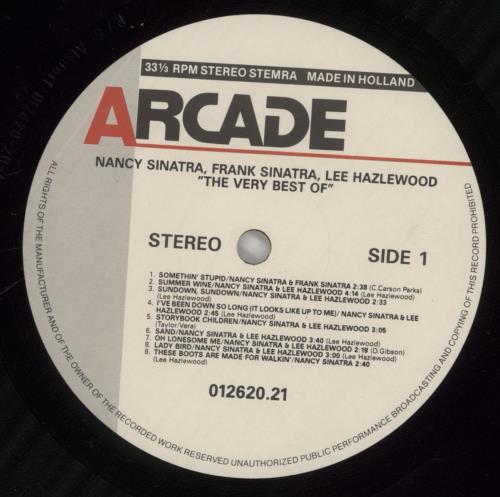 33⅓ RPM STEREO STEMRA MADE IN HOLLAND
ARCADE
NANCY SINATRA, FRANK SINATRA, LEE HAZLEWOOD
"THE VERY BEST OF"
STEREO
SIDE 1
1. SOMETHIN' STUPID/NANCY SINATRA & FRANK SINATRA 2:38 (C.Carson Parks)
2. SUMMER WINE/NANCY SINATRA & LEE HAZLEWOOD 4:14 (Lee Hazlewood)
3. SUNDOWN, SUNDOWN/NANCY SINATRA & LEE HAZLEWOOD 2:33
(Lee Hazlewood)
4. I'VE BEEN DOWN SO LONG (IT LOOKS LIKE UP TO ME)/ NANCY SINATRA & LEE
HAZLEWOOD 2:45 (Lee Hazlewood)
5. STORYBOOK CHILDREN/NANCY SINATRA & LEE HAZLEWOOD 3:05
(Taylor/Vera)
6. SAND/NANCY SINATRA & LEE HAZLEWOOD 3:40 (Lee Hazlewood)
7. OH LONESOME ME/NANCY SINATRA & LEE HAZLEWOOD 2:19 (D.Gibson)
8. LADY BIRD/NANCY SINATRA & LEE HAZLEWOOD 3:00 (Lee Hazlewood)
9. THESE BOOTS ARE MADE FOR WALKIN'/NANCY SINATRA 2:40
(Lee Hazlewood)
012620.21
ALL RIGHTS OF THE MANUFACTURER AND OF THE OWNER OF THE RECORDED WORK RESERVED UNAUTHORIZED PUBLIC PERFORMANCE BROADCASTING AND COPYING OF THIS RECORD PROHIBITED